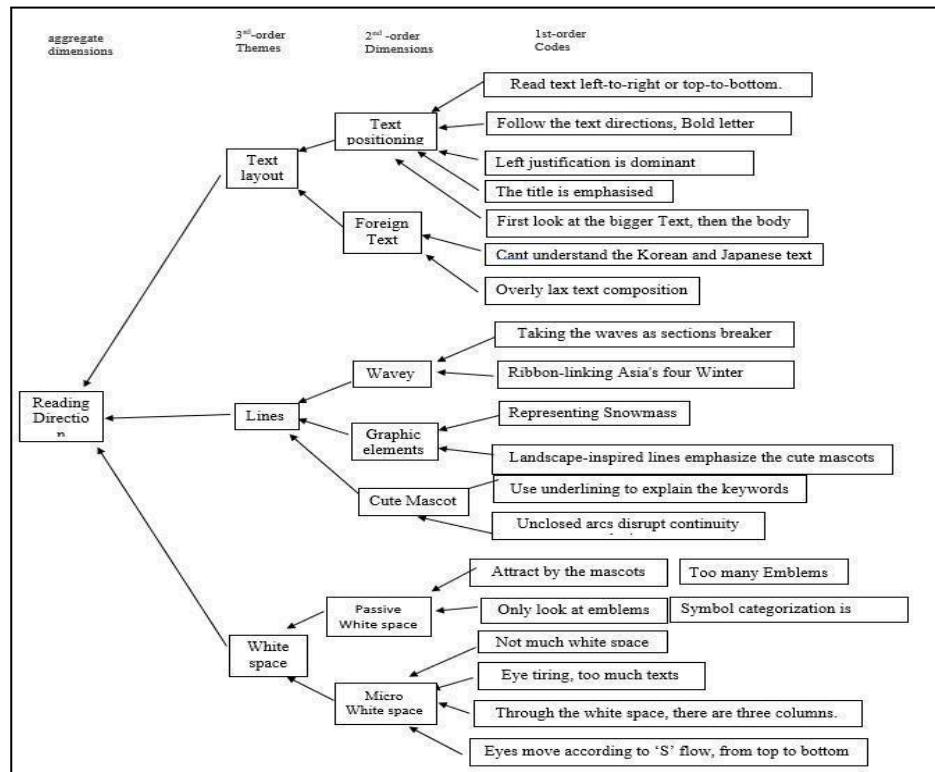 aggregate dimensions
3rd-order Themes
2nd -order Dimensions
1st-order Codes
Read text left-to-right or top-to-bottom.
Text positioning
Follow the text directions, Bold letter
Left justification is dominant
Text layout
The title is emphasised
First look at the bigger Text, then the body
Foreign Text
Cant understand the Korean and Japanese text
Overly lax text composition
Taking the waves as sections breaker
Wavey
Ribbon-linking Asia's four Winter
Reading Directio n
Lines
Representing Snowmass
Graphic elements
Landscape-inspired lines emphasize the cute mascots
Cute Mascot
Use underlining to explain the keywords
Unclosed arcs disrupt continuity
Attract by the mascots
Too many Emblems
Passive White space
Only look at emblems
Symbol categorization is
White space
Not much white space
Eye tiring, too much texts
Micro White space
Through the white space, there are three columns.
Eyes move according to ‘S’ flow, from top to bottom